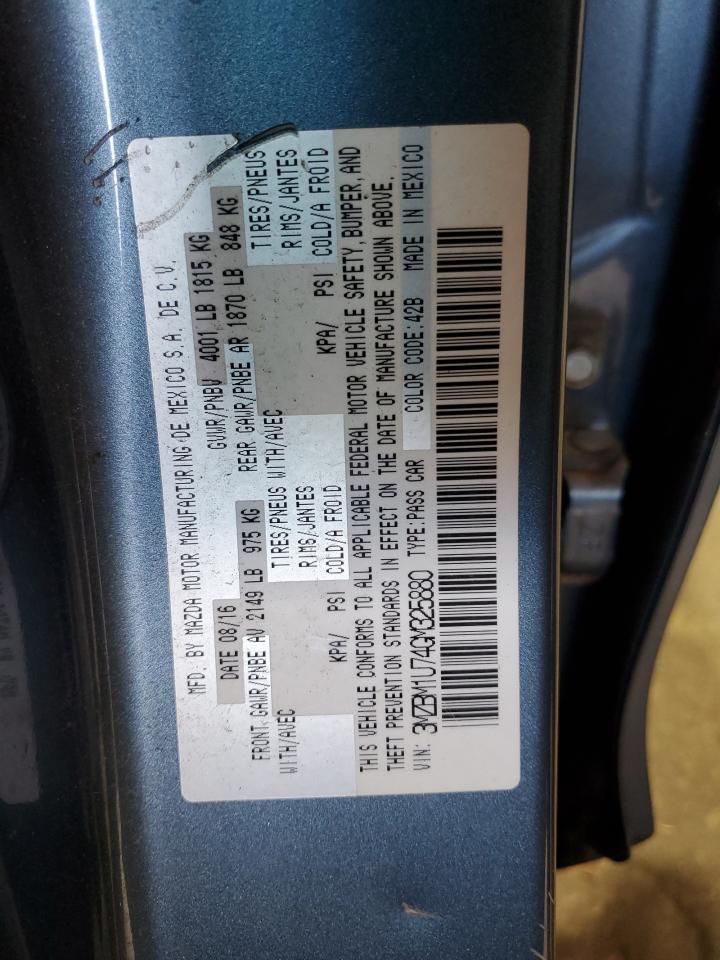 MFD. BY MAZDA MOTOR MANUFACTURING DE MEXICO S.A. DE C.V.
DATE 08/16 GVWR/PNBV 4001 LB 1815 KG
FRONT GAWR/PNBE AV 2149 LB 975 KG REAR GAWR/PNBE AR 1870 LB 848 KG
WITH/AVEC TIRES/PNEUS WITH/AVEC TIRES/PNEUS
RIMS/JANTES RIMS/JANTES
KPA/ PSI COLD/A FROID KPA/ PSI COLD/A FROID
THIS VEHICLE CONFORMS TO ALL APPLICABLE FEDERAL MOTOR VEHICLE SAFETY, BUMPER, AND
THEFT PREVENTION STANDARDS IN EFFECT ON THE DATE OF MANUFACTURE SHOWN ABOVE.
VIN: 3MZBM1U74GM325880 TYPE:PASS CAR COLOR CODE:42B MADE IN MEXICO